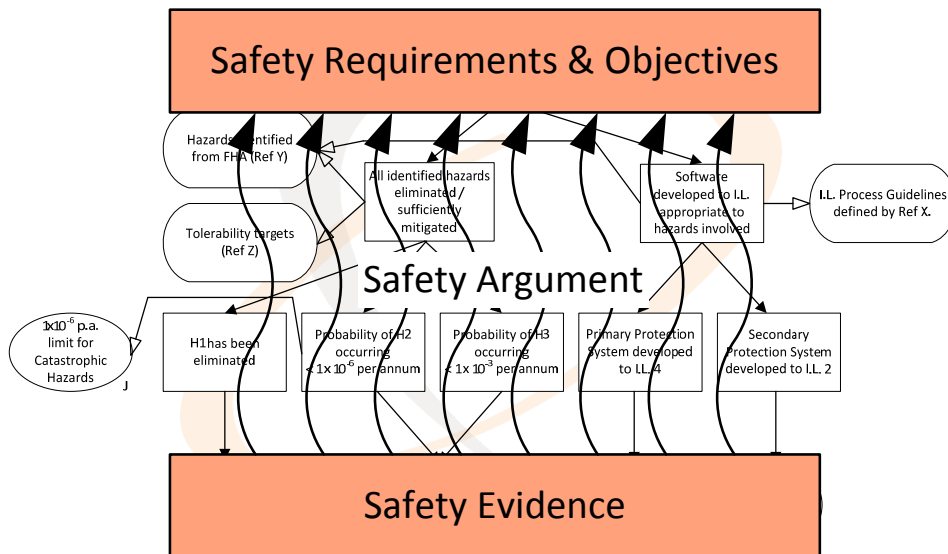 Safety Requirements & Objectives
Hazards Identified
from FHA (Ref Y)
All identified hazards
eliminated /
sufficiently
mitigated
Software
developed to I.L.
appropriate to
hazards involved
I.L. Process Guidelines
defined by Ref X.
Tolerability targets
(Ref Z)
Safety Argument
1x10⁻⁶ p.a.
limit for
Catastrophic
Hazards
J
H1 has been
eliminated
Probability of H2
occurring
< 1 x 10⁻⁶ per annum
Probability of H3
occurring
< 1 x 10⁻³ per annum
Primary Protection
System developed
to I.L. 4
Secondary
Protection System
developed to I.L. 2
Safety Evidence